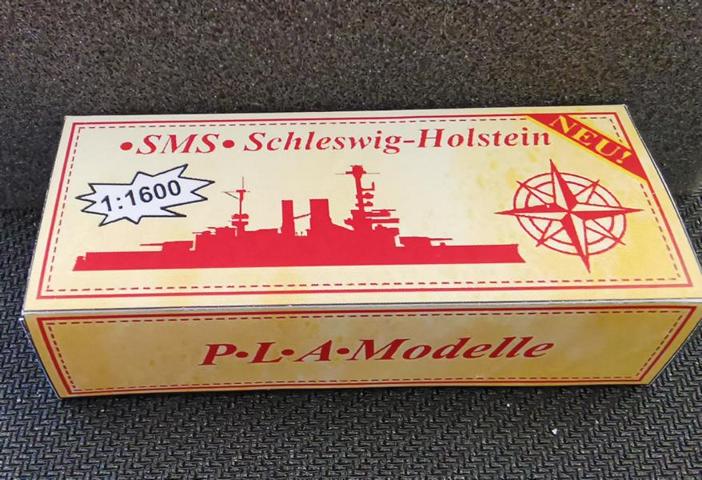 •SMS• Schleswig-Holstein
NEU!
1:1600
P•L•A•Modelle